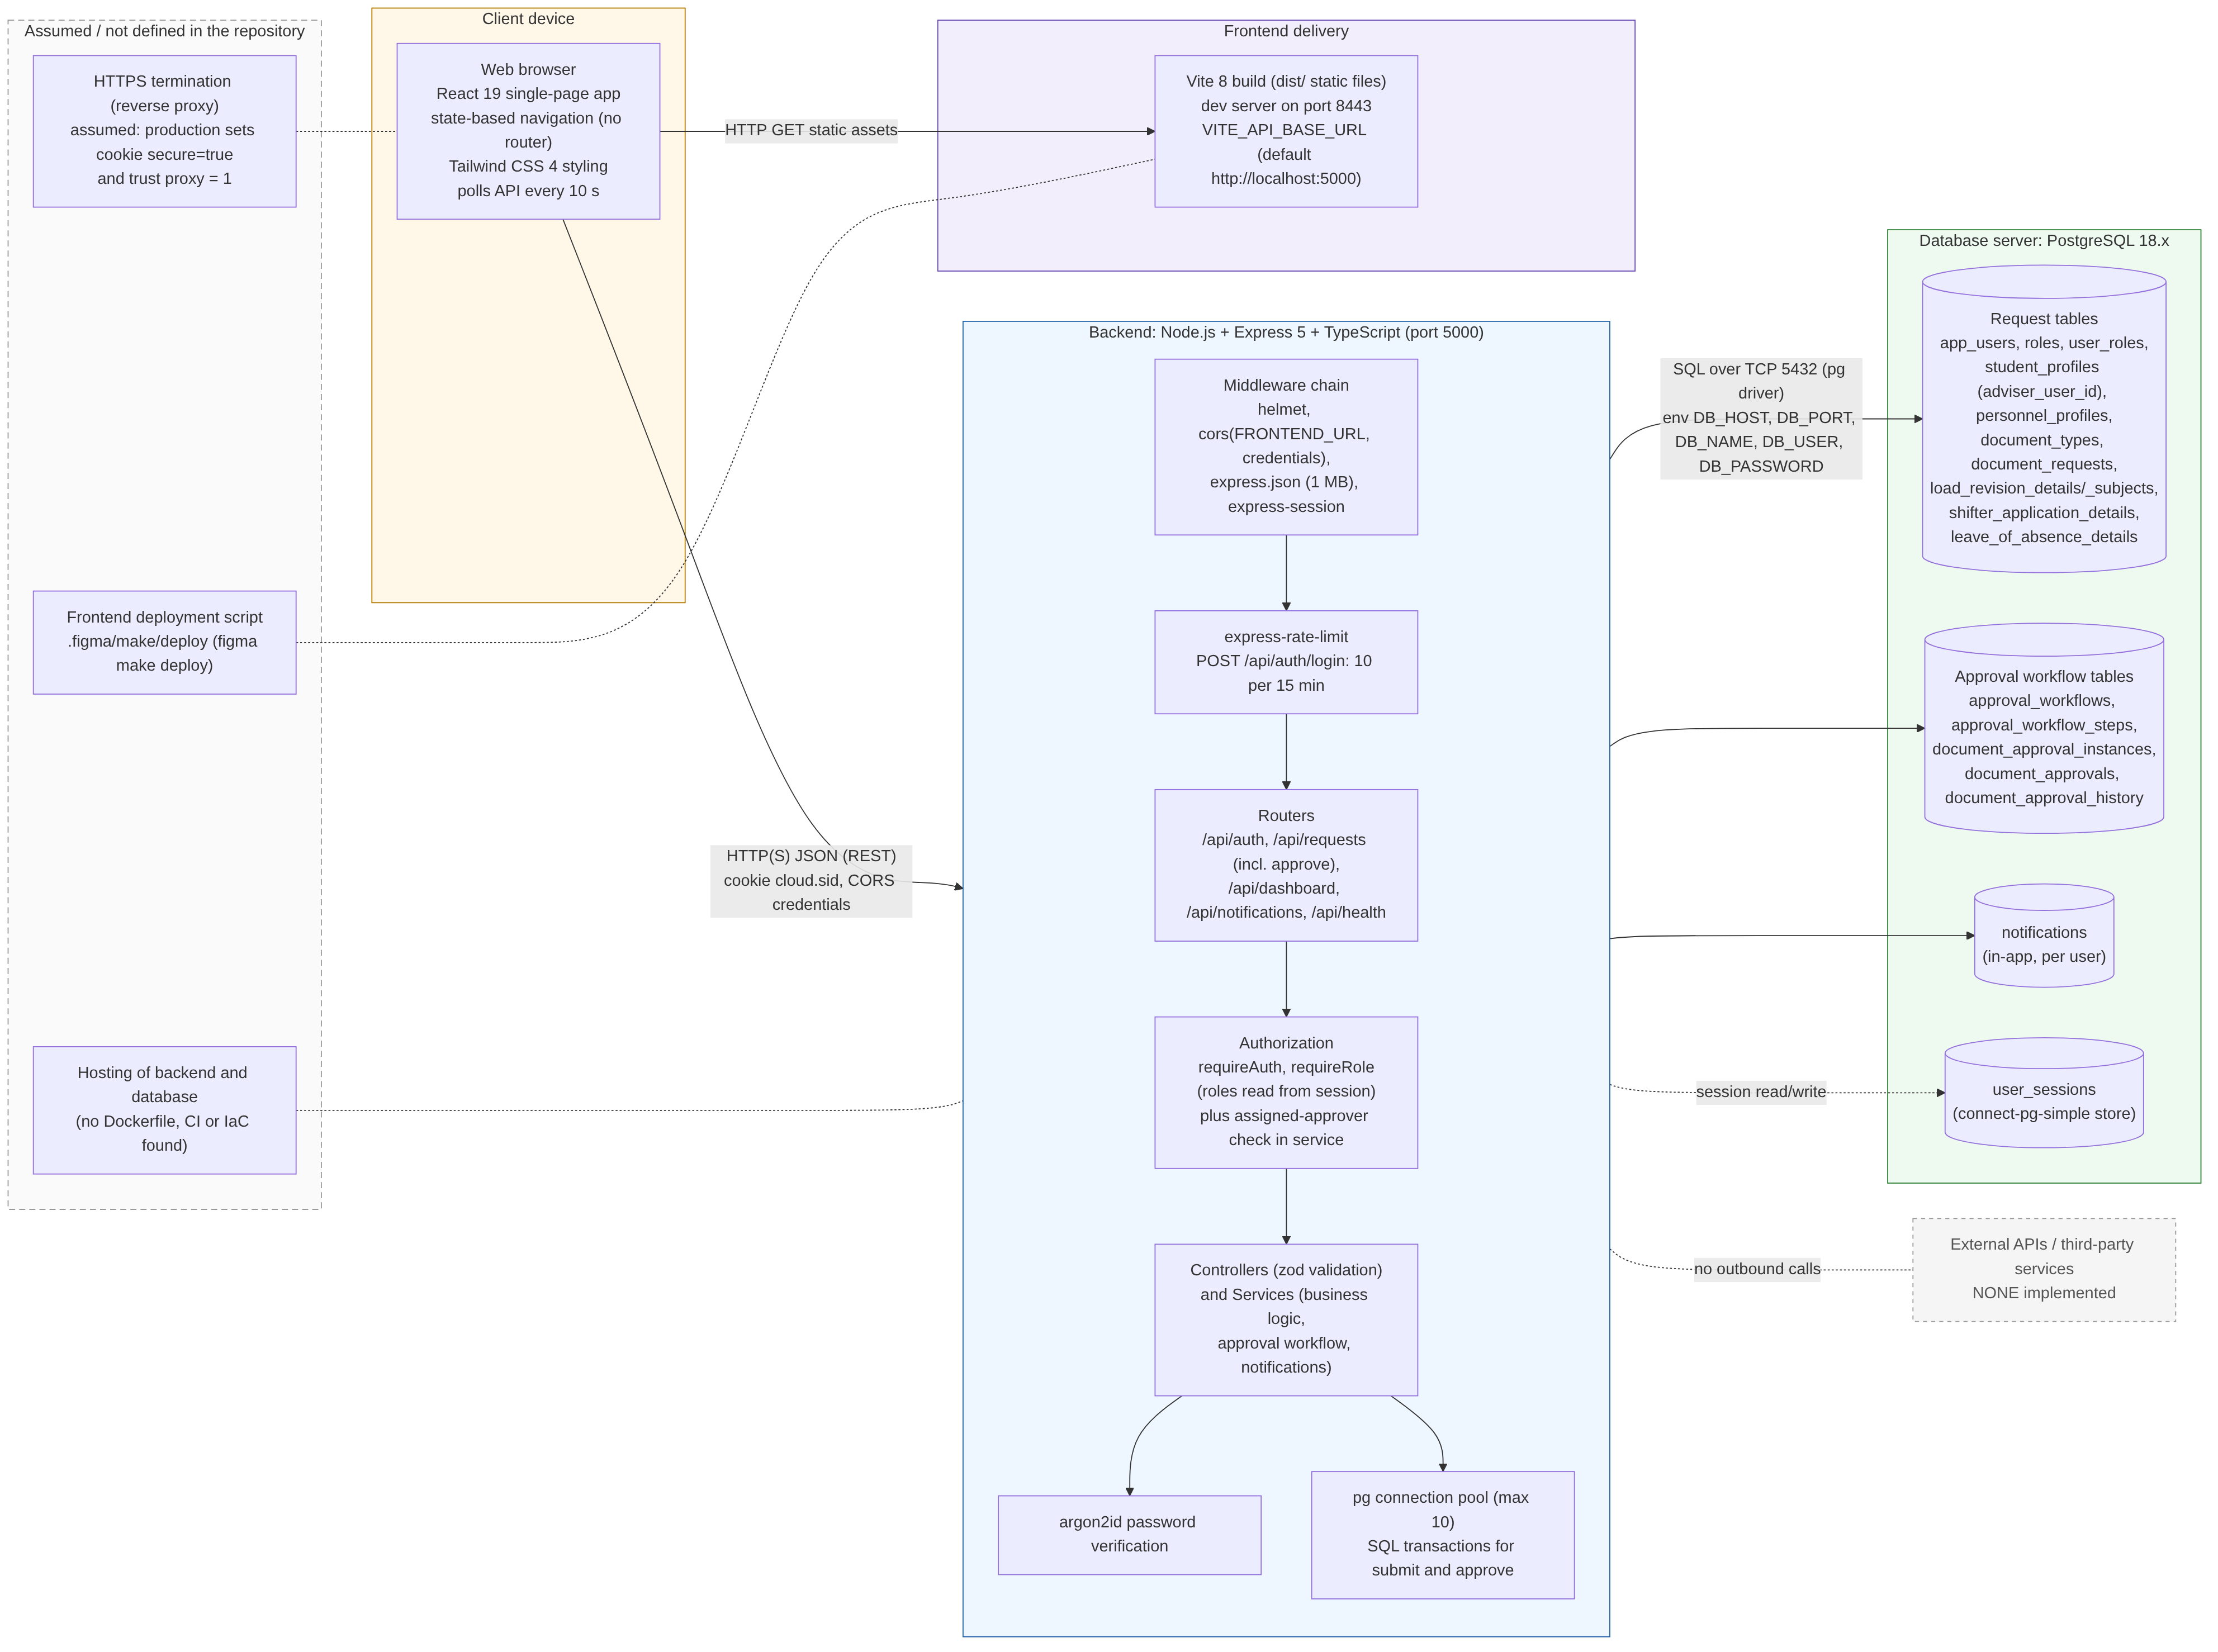 Assumed / not defined in the repository
HTTPS termination
(reverse proxy)
assumed: production sets
cookie secure=true
and trust proxy = 1
Frontend deployment script
.figma/make/deploy (figma
make deploy)
Hosting of backend and
database
(no Dockerfile, CI or IaC
found)
Client device
Web browser
React 19 single-page app
state-based navigation (no
router)
Tailwind CSS 4 styling
polls API every 10 s
HTTP GET static assets
HTTP(S) JSON (REST)
cookie cloud.sid, CORS
credentials
Frontend delivery
Vite 8 build (dist/ static files)
dev server on port 8443
VITE_API_BASE_URL
(default
http://localhost:5000)
Backend: Node.js + Express 5 + TypeScript (port 5000)
Middleware chain
helmet,
cors(FRONTEND_URL,
credentials),
express.json (1 MB),
express-session
express-rate-limit
POST /api/auth/login: 10
per 15 min
Routers
/api/auth, /api/requests
(incl. approve),
/api/dashboard,
/api/notifications, /api/health
Authorization
requireAuth, requireRole
(roles read from session)
plus assigned-approver
check in service
Controllers (zod validation)
and Services (business
logic,
approval workflow,
notifications)
argon2id password
verification
pg connection pool (max
10)
SQL transactions for
submit and approve
SQL over TCP 5432 (pg
driver)
env DB_HOST, DB_PORT,
DB_NAME, DB_USER,
DB_PASSWORD
session read/write
no outbound calls
Database server: PostgreSQL 18.x
Request tables
app_users, roles, user_roles,
student_profiles
(adviser_user_id),
personnel_profiles,
document_types,
document_requests,
load_revision_details/_subjects,
shifter_application_details,
leave_of_absence_details
Approval workflow tables
approval_workflows,
approval_workflow_steps,
document_approval_instances,
document_approvals,
document_approval_history
notifications
(in-app, per user)
user_sessions
(connect-pg-simple store)
External APIs / third-party
services
NONE implemented